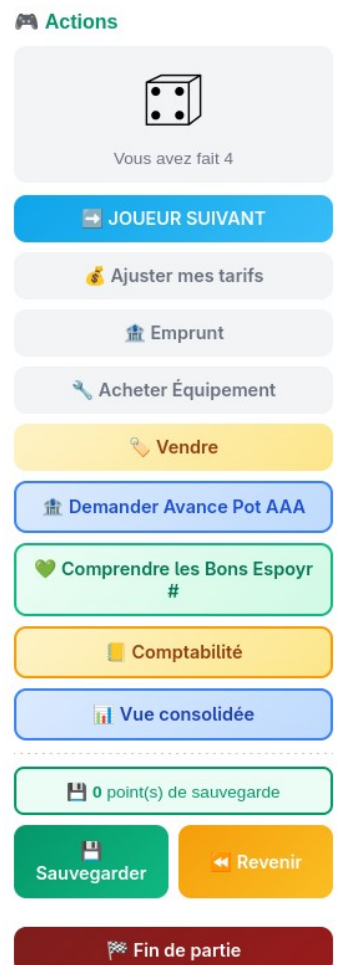 🎮 Actions
Vous avez fait 4
➡️ JOUEUR SUIVANT
💰 Ajuster mes tarifs
🏦 Emprunt
🔧 Acheter Équipement
🏷️ Vendre
🏦 Demander Avance Pot AAA
💚 Comprendre les Bons Espoyr
#
📒 Comptabilité
📊 Vue consolidée
💾 0 point(s) de sauvegarde
💾
Sauvegarder
⏪ Revenir
🏁 Fin de partie